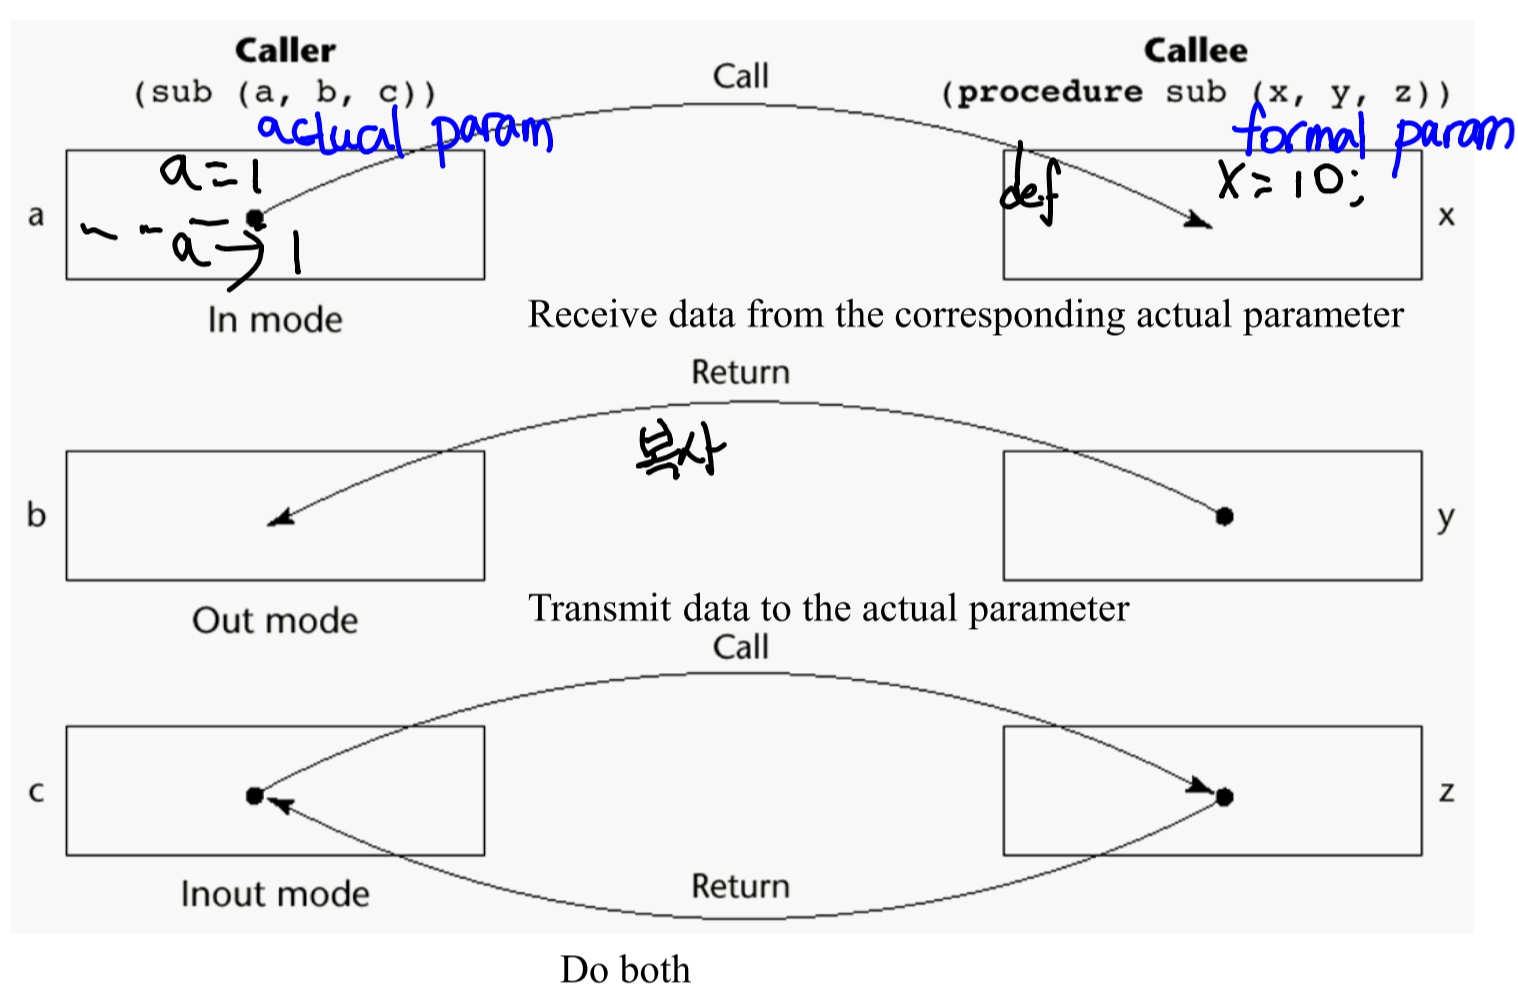 Caller
Callee
Call
(sub (a, b, c))
(procedure sub (x, y, z))
actual param
formal param
a=1
def
x=10;
a
x
a→1
In mode
Receive data from the corresponding actual parameter
Return
복사
b
y
Out mode
Transmit data to the actual parameter
Call
c
z
Inout mode
Return
Do both